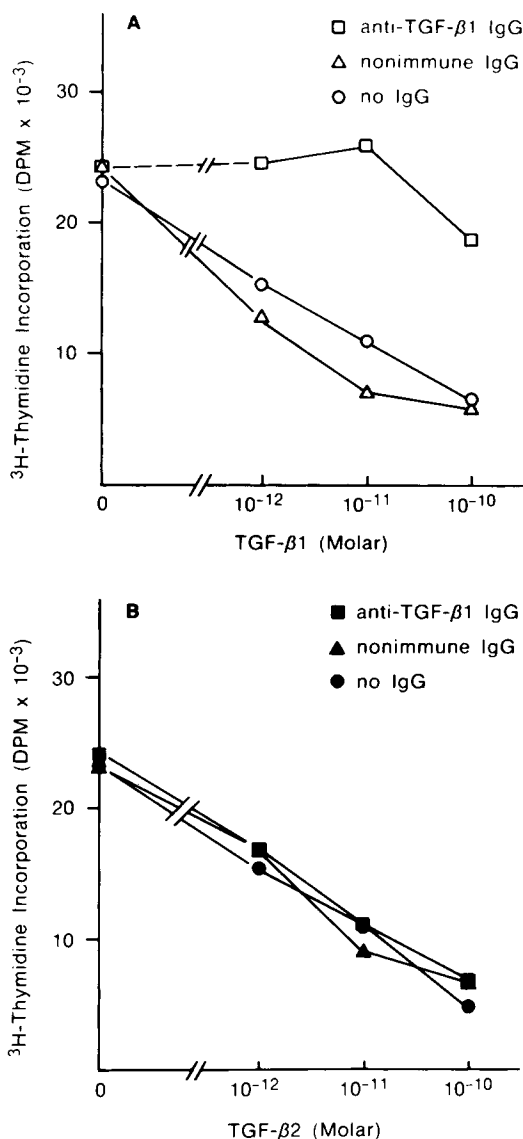 A
□ anti-TGF-β1 IgG
△ nonimmune IgG
○ no IgG
³H-Thymidine Incorporation (DPM x 10⁻³)
30
20
10
0
10⁻¹²
10⁻¹¹
10⁻¹⁰
TGF-β1 (Molar)
B
■ anti-TGF-β1 IgG
▲ nonimmune IgG
● no IgG
³H-Thymidine Incorporation (DPM x 10⁻³)
30
20
10
0
10⁻¹²
10⁻¹¹
10⁻¹⁰
TGF-β2 (Molar)